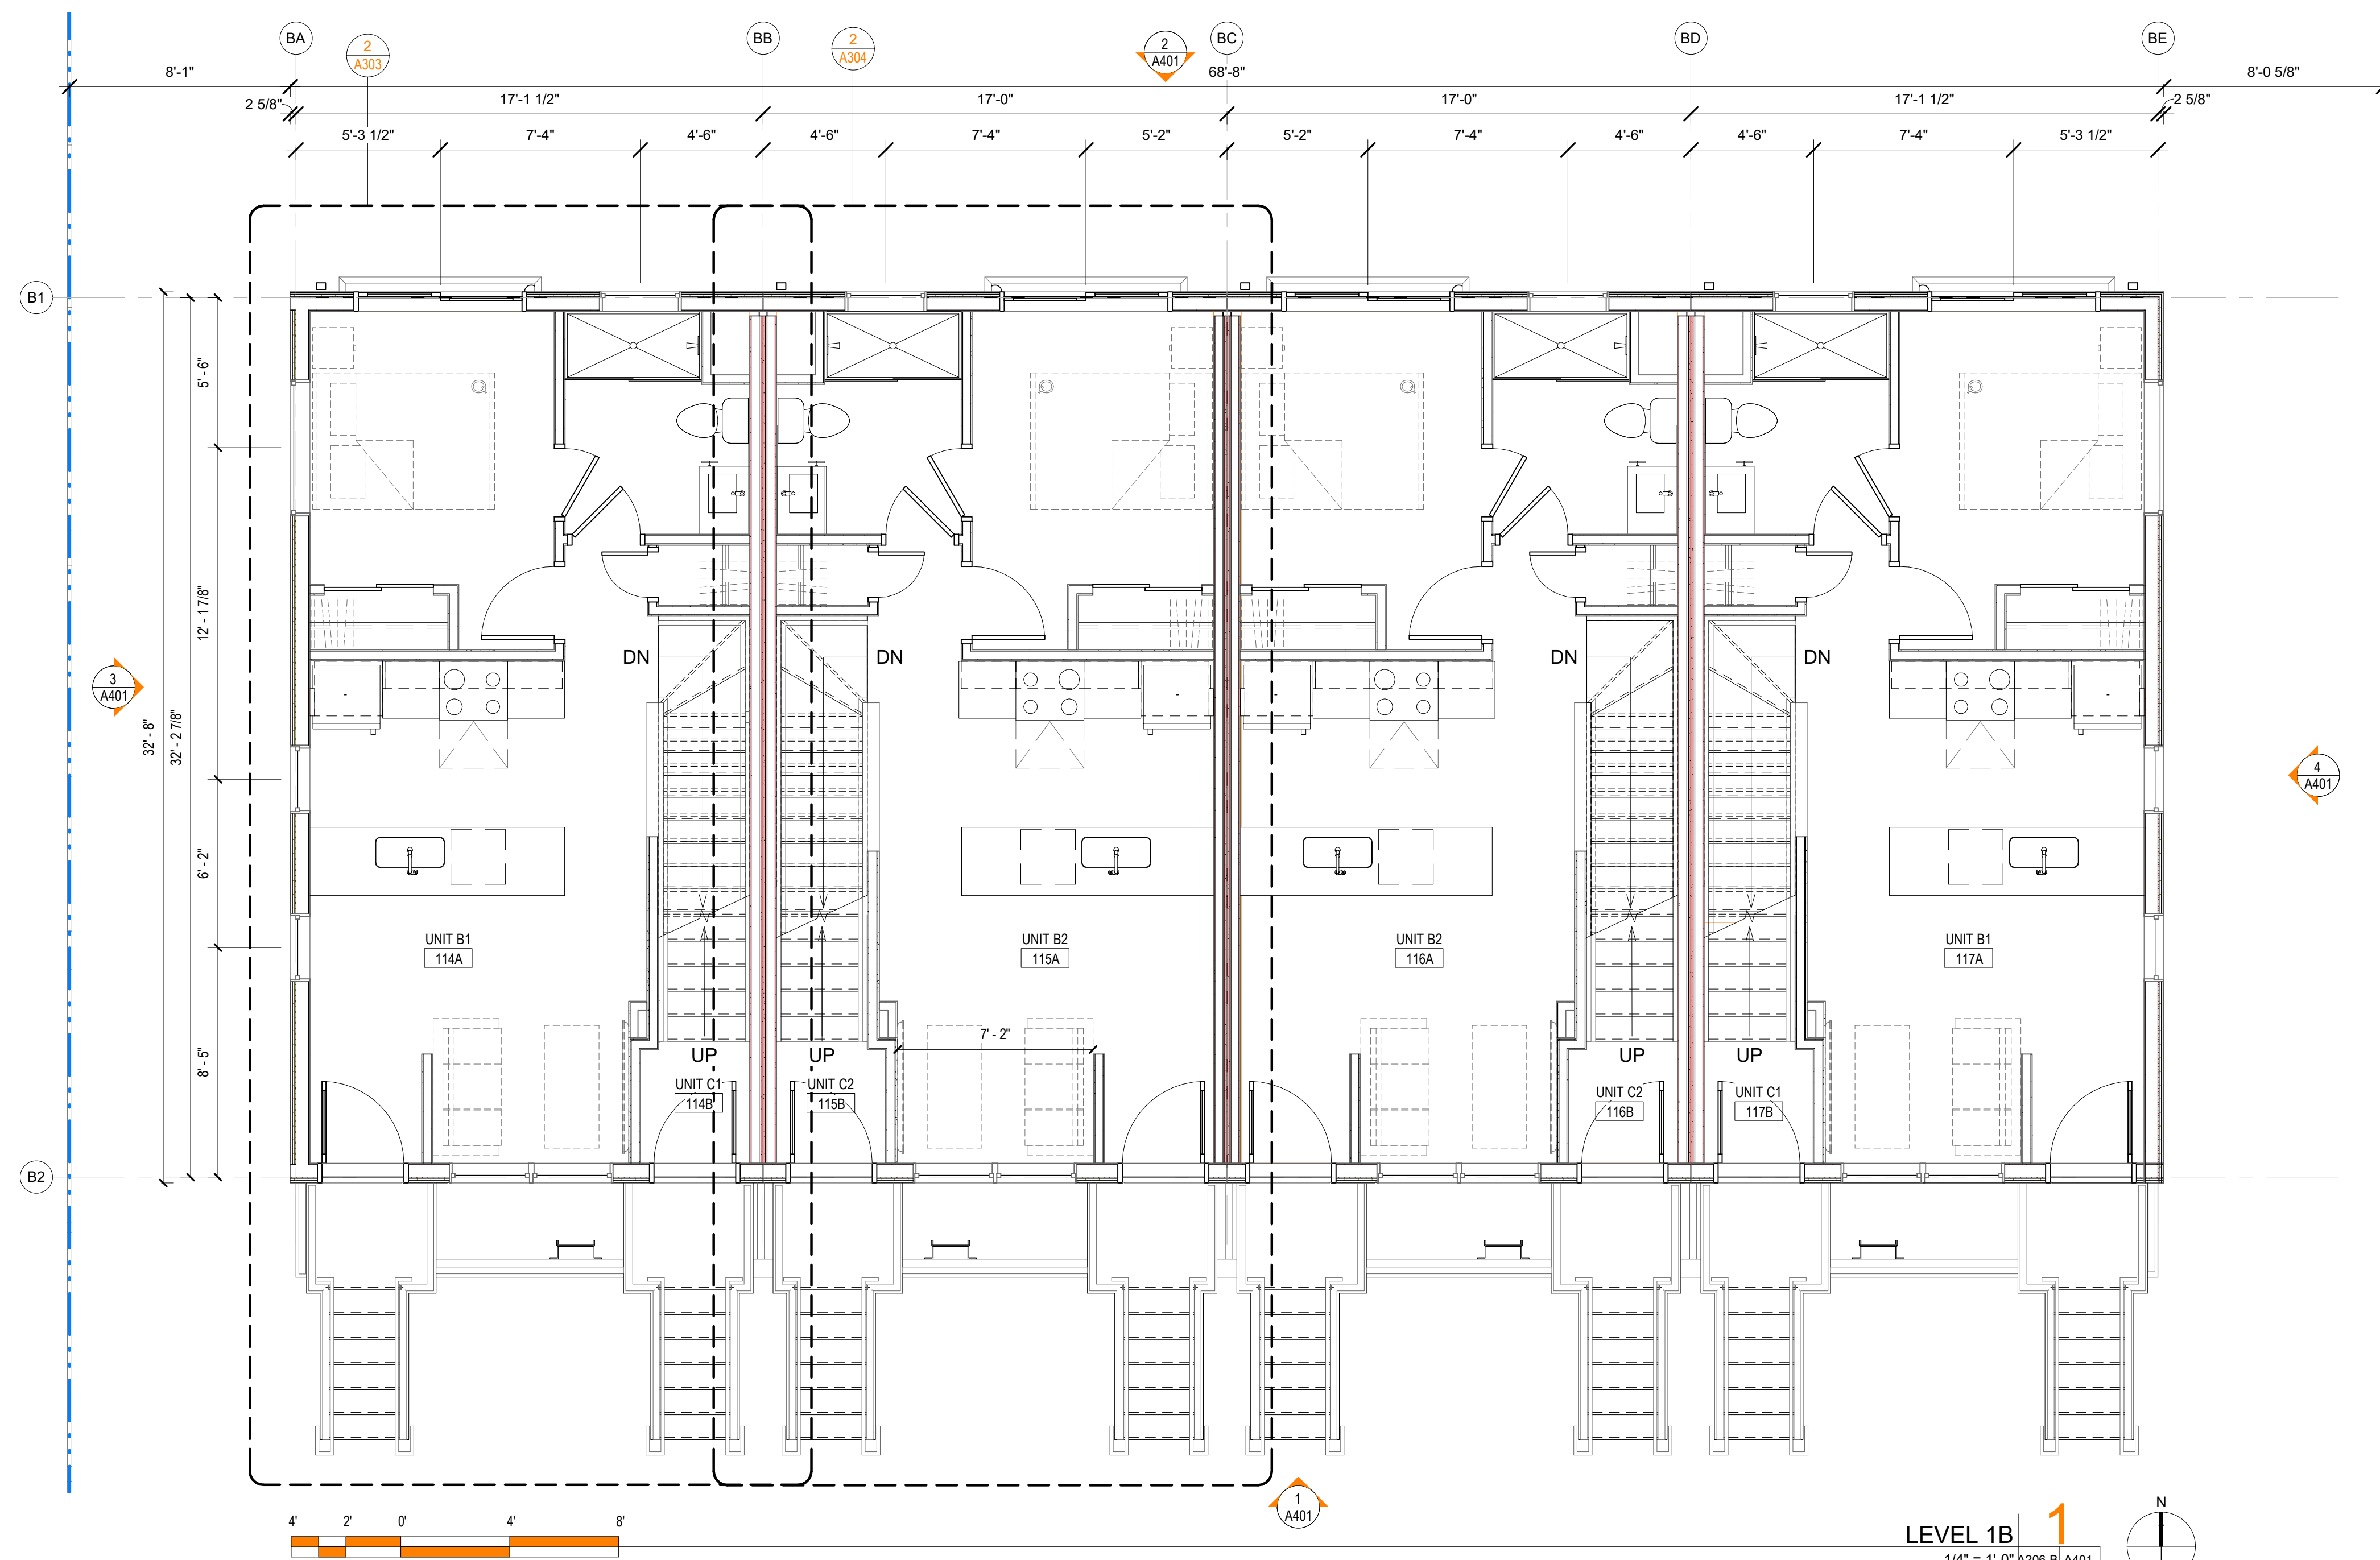 BA
BB
BC
BD
BE
2
A303
2
A304
2
A401
8'-1"
68'-8"
8'-0 5/8"
2 5/8"
17'-1 1/2"
17'-0"
17'-0"
17'-1 1/2"
2 5/8"
5'-3 1/2"
7'-4"
4'-6"
4'-6"
7'-4"
5'-2"
5'-2"
7'-4"
4'-6"
4'-6"
7'-4"
5'-3 1/2"
B1
5' - 6"
12' - 1 7/8"
32' - 8"
32' - 2 7/8"
6' - 2"
8' - 5"
3
A401
4
A401
DN
DN
DN
DN
UNIT B1
114A
UNIT B2
115A
UNIT B2
116A
UNIT B1
117A
7' - 2"
UP
UP
UP
UP
UNIT C1
114B
UNIT C2
115B
UNIT C2
116B
UNIT C1
117B
B2
1
A401
4'
2'
0'
4'
8'
LEVEL 1B
1
1/4" = 1'-0"
A206.B
A401
N